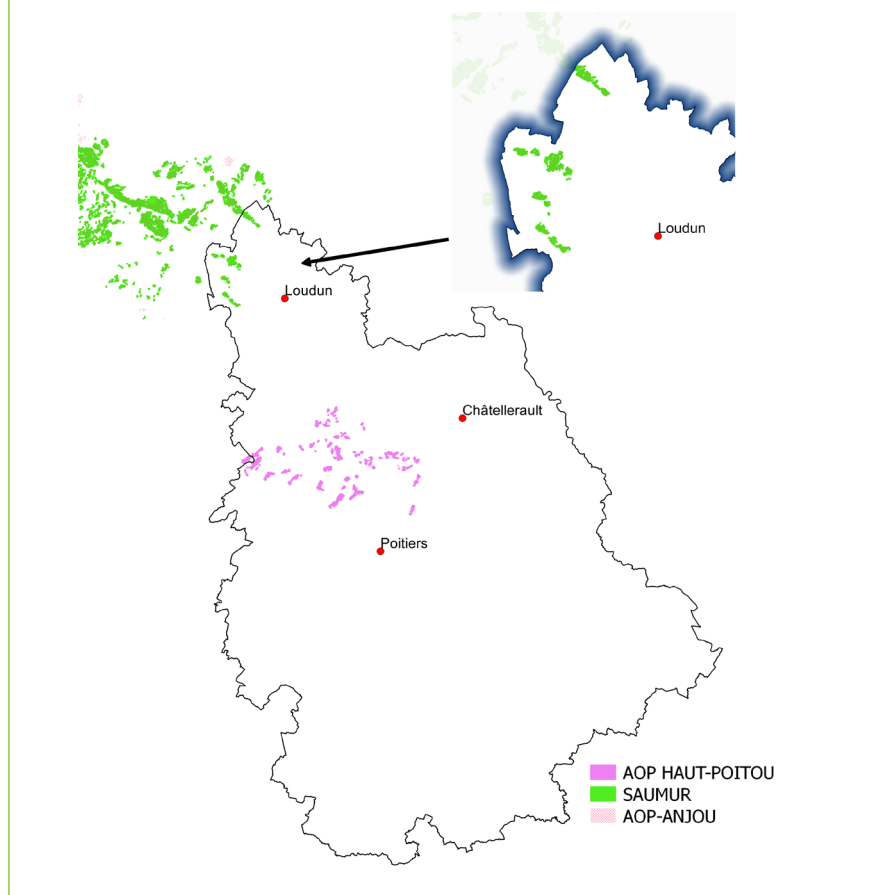 Loudun
Loudun
Châtellerault
Poitiers
AOP HAUT-POITOU
SAUMUR
AOP-ANJOU